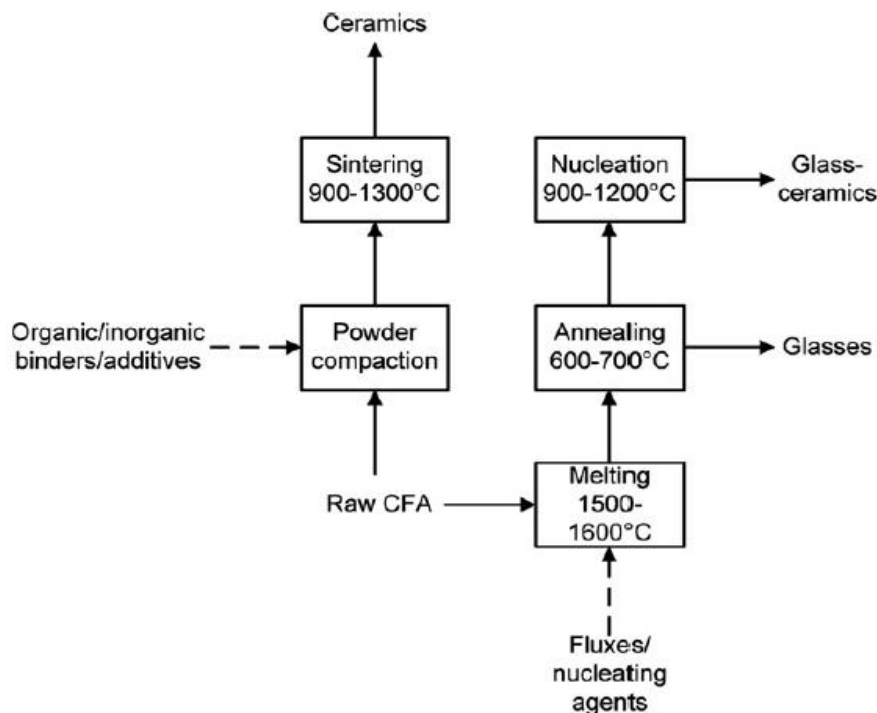 Ceramics
Sintering
900-1300°C
Nucleation
900-1200°C
Glass-
ceramics
Organic/inorganic
binders/additives
Powder
compaction
Annealing
600-700°C
Glasses
Raw CFA
Melting
1500-
1600°C
Fluxes/
nucleating
agents